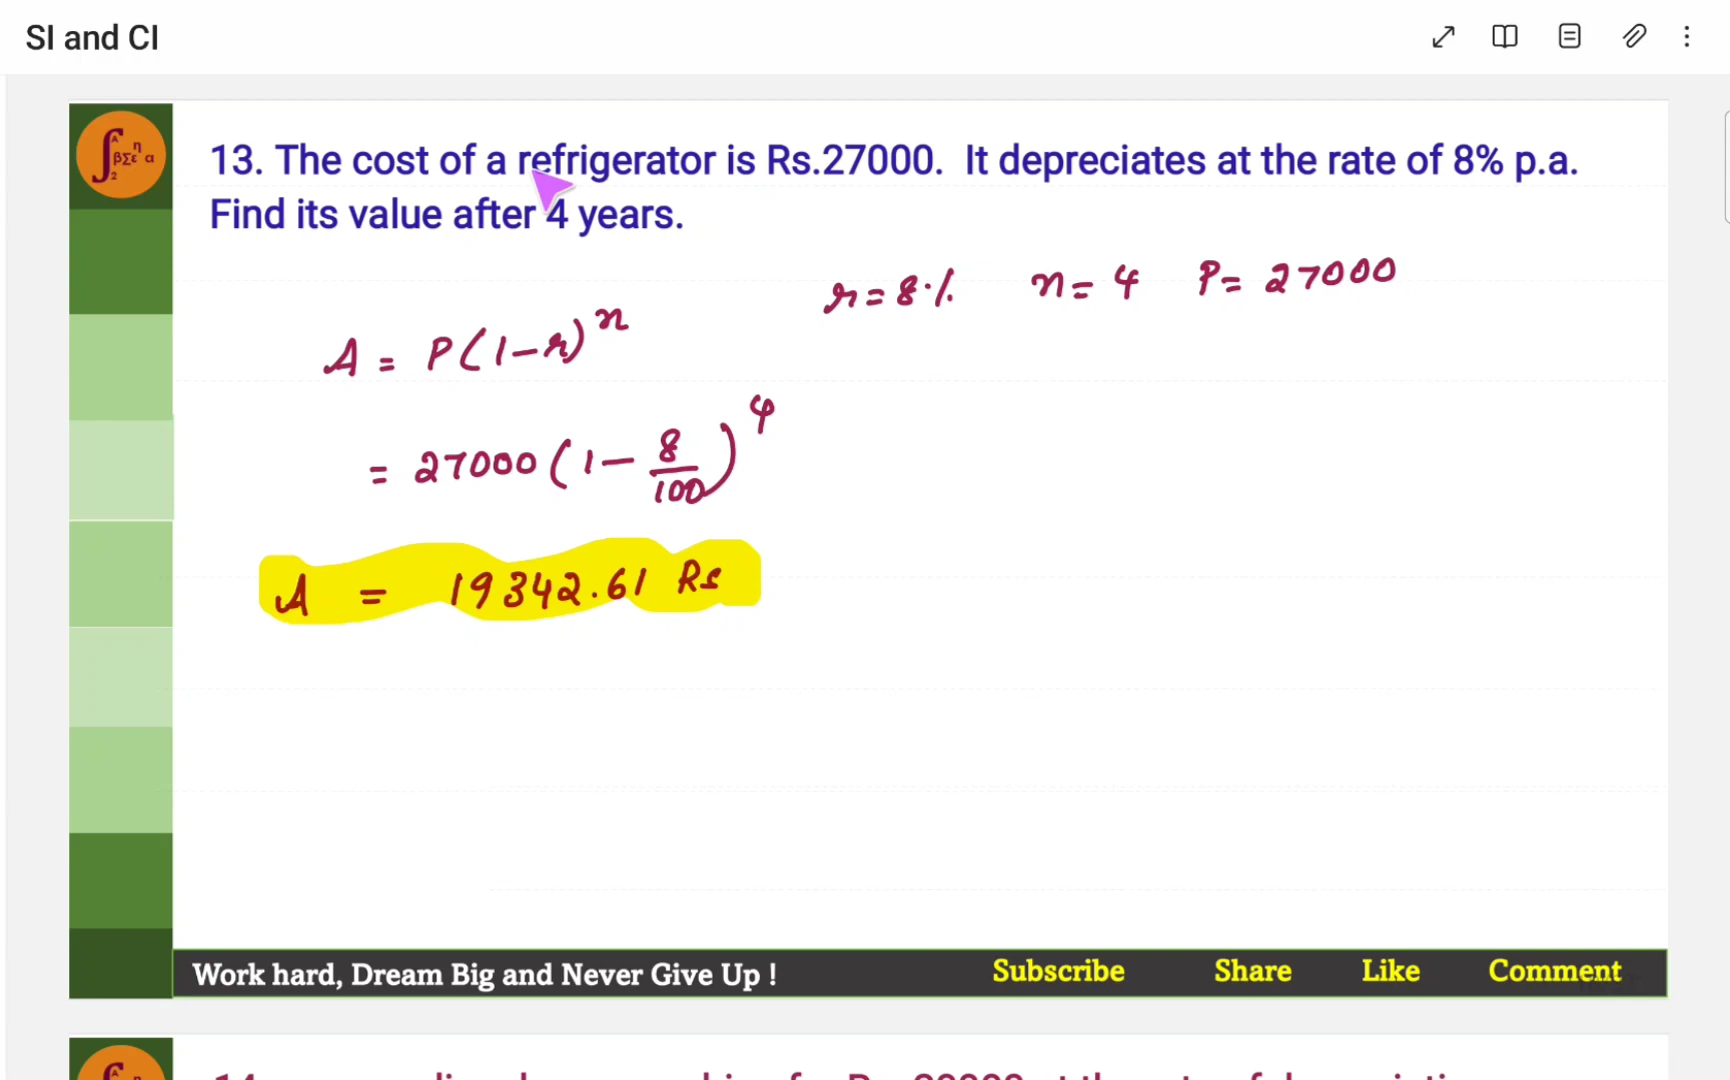 SI and CI
13. The cost of a refrigerator is Rs.27000. It depreciates at the rate of 8% p.a.
Find its value after 4 years.
r = 8% n = 4 P = 27000
A = P(1-r)^n
= 27000 (1 - 8/100)^4
A = 19342.61 Rs
Work hard, Dream Big and Never Give Up ! Subscribe Share Like Comment